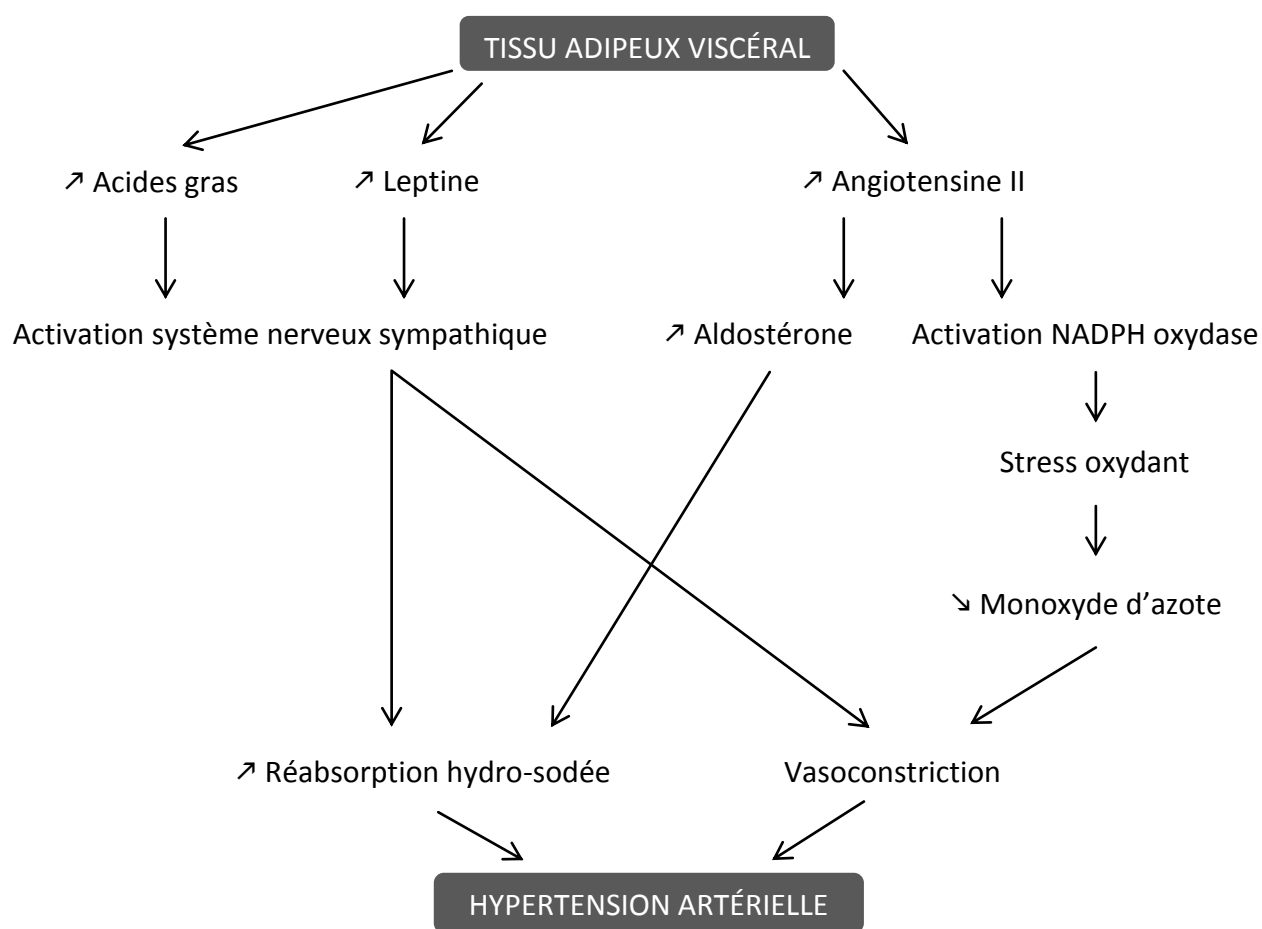 TISSU ADIPEUX VISCÉRAL
↗ Acides gras
↗ Leptine
↗ Angiotensine II
Activation système nerveux sympathique
↗ Aldostérone
Activation NADPH oxydase
Stress oxydant
↘ Monoxyde d’azote
↗ Réabsorption hydro-sodée
Vasoconstriction
HYPERTENSION ARTÉRIELLE